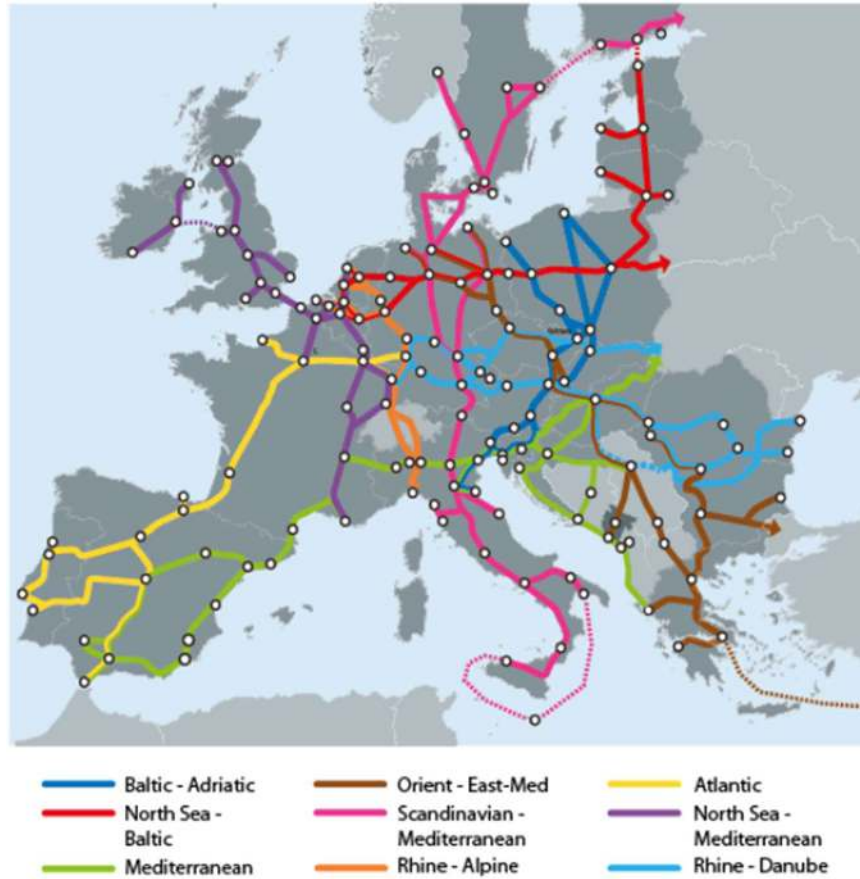 Baltic - Adriatic
Orient - East-Med
Atlantic
North Sea -
Baltic
Scandinavian -
Mediterranean
North Sea -
Mediterranean
Mediterranean
Rhine - Alpine
Rhine - Danube